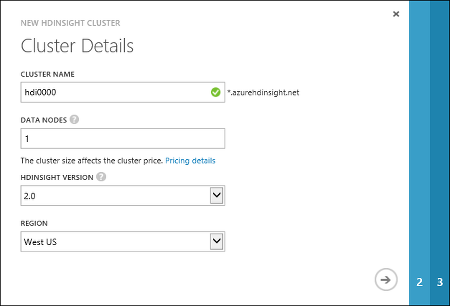 NEW HDINSIGHT CLUSTER
Cluster Details
CLUSTER NAME
hdi0000
*.azurehdinsight.net
DATA NODES ?
1
The cluster size affects the cluster price. Pricing details
HDINSIGHT VERSION ?
2.0
REGION
West US
2 3